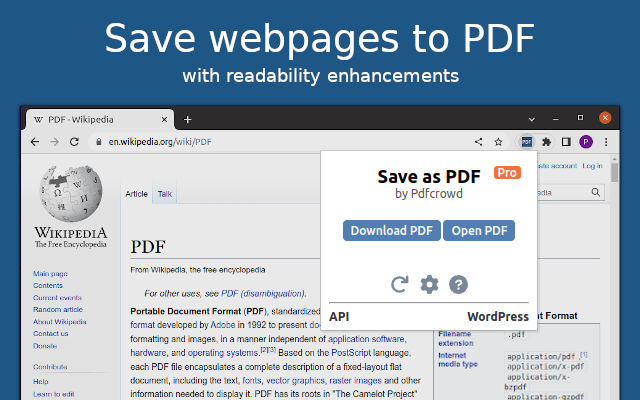 Save webpages to PDF
with readability enhancements
W PDF - Wikipedia
en.wikipedia.org/wiki/PDF
PDF
P
WIKIPEDIA
The Free Encyclopedia
Main page
Contents
Current events
Random article
About Wikipedia
Contact us
Donate
Contribute
Help
Learn to edit
Article Talk
account Log in
PDF
From Wikipedia, the free encyclopedia
For other uses, see PDF (disambiguation).
Portable Document Format (PDF), standardized
format developed by Adobe in 1992 to present
formatting and images, in a manner independent of application software,
hardware, and operating systems.[2][3] Based on the PostScript language,
each PDF file encapsulates a complete description of a fixed-layout flat
document, including the text, fonts, vector graphics, raster images and other
information needed to display it. PDF has its roots in "The Camelot Project"
Save as PDF Pro
by Pdfcrowd
Download PDF Open PDF
API WordPress
Format
Filename extension .pdf
Internet media type application/pdf ,[1]
application/x-pdf
application/x-bzpdf
application-gzpdf